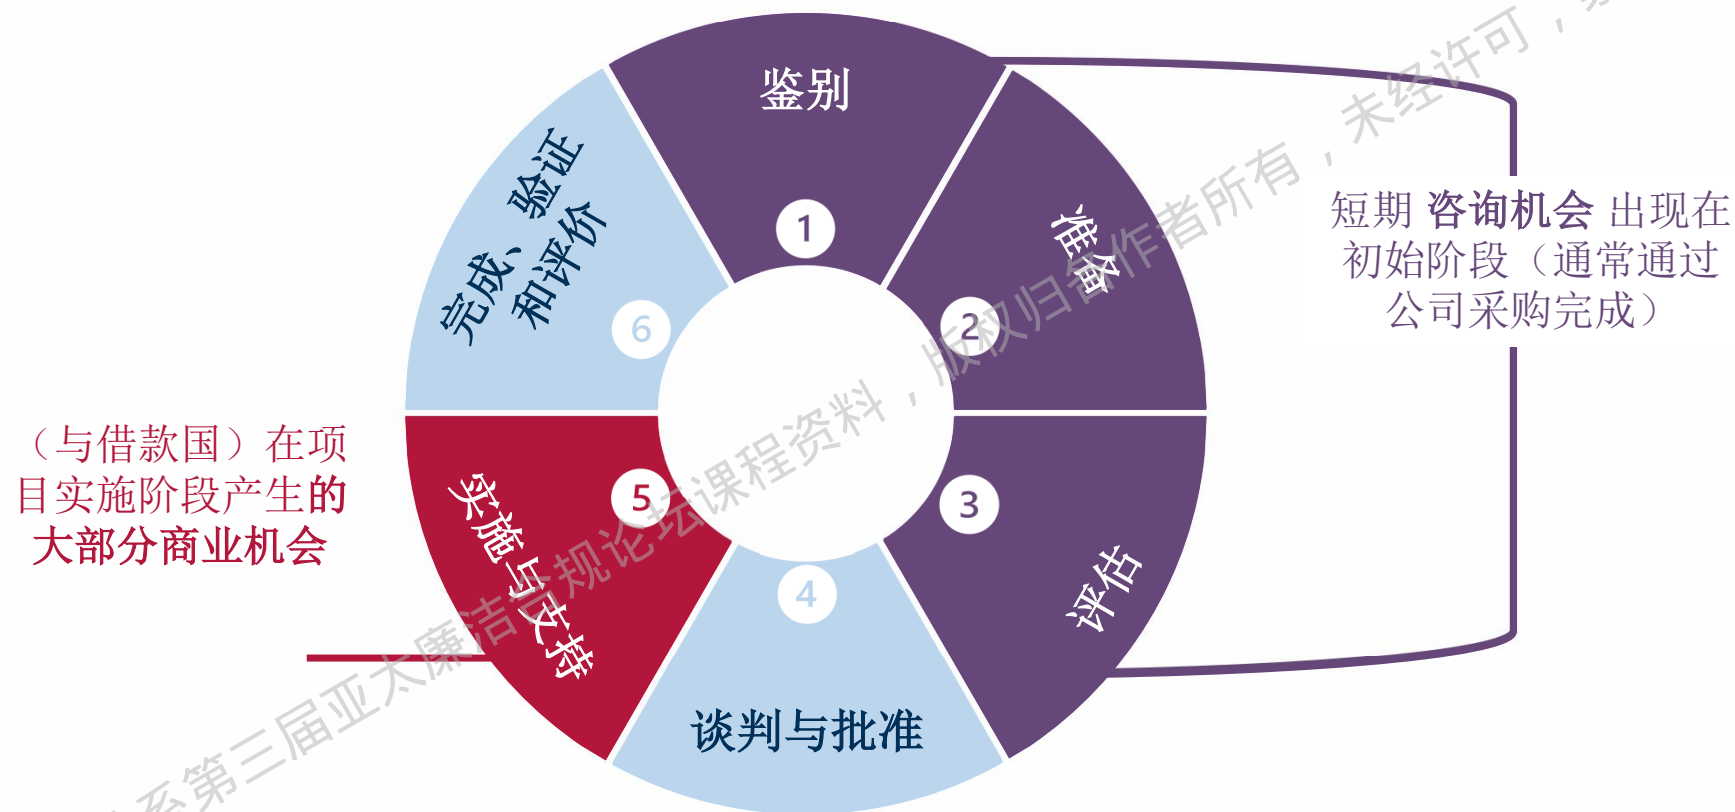 鉴别
1
准备
2
短期 咨询机会 出现在
初始阶段（通常通过
公司采购完成）
3
评估
4
谈判与批准
5
实施与支持
（与借款国）在项
目实施阶段产生的
大部分商业机会
6
完成、验证
和评价
系第三届亚太廉洁合规论坛课程资料，版权归各作者所有，未经许可，